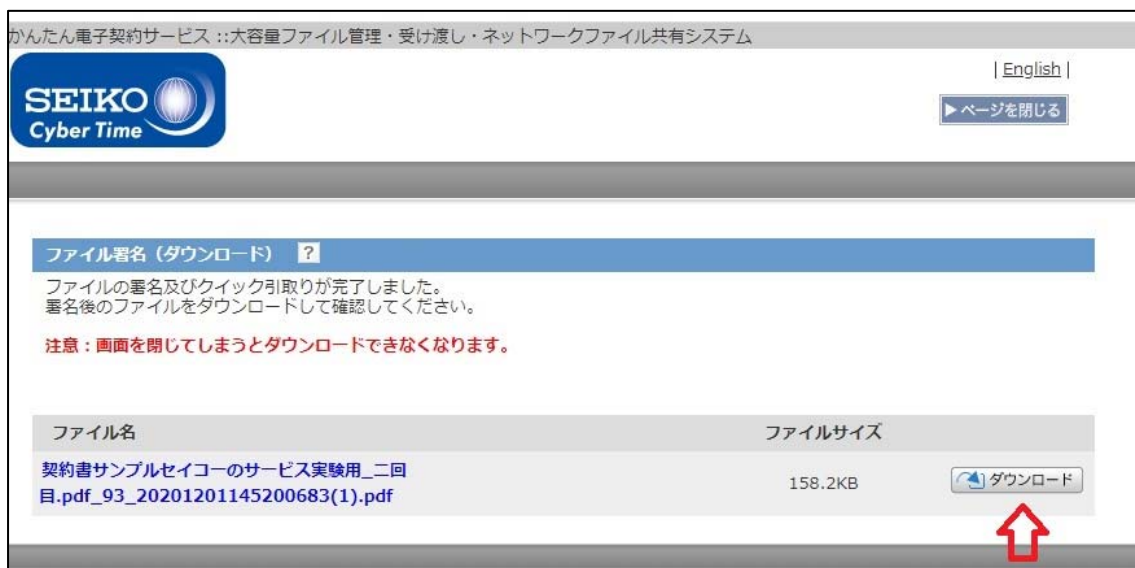 かんたん電子契約サービス ::大容量ファイル管理・受け渡し・ネットワークファイル共有システム
| English |
SEIKO
Cyber Time
▶ページを閉じる
ファイル署名（ダウンロード） ?
ファイルの署名及びクイック引取りが完了しました。
署名後のファイルをダウンロードして確認してください。
注意：画面を閉じてしまうとダウンロードできなくなります。
ファイル名 ファイルサイズ
契約書サンプルセイコーのサービス実験用_二回
目.pdf_93_20201201145200683(1).pdf 158.2KB ダウンロード